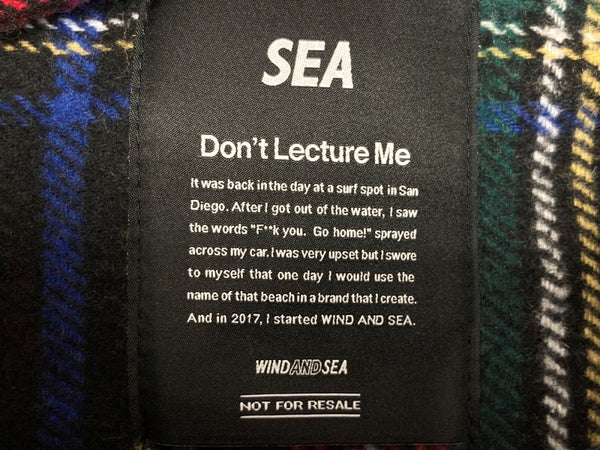 SEA
Don't Lecture Me
It was back in the day at a surf spot in San
Diego. After I got out of the water, I saw
the words "F**k you. Go home!" sprayed
across my car. I was very upset but I swore
to myself that one day I would use the
name of that beach in a brand that I create.
And in 2017, I started WIND AND SEA.
WINDANDSEA
NOT FOR RESALE